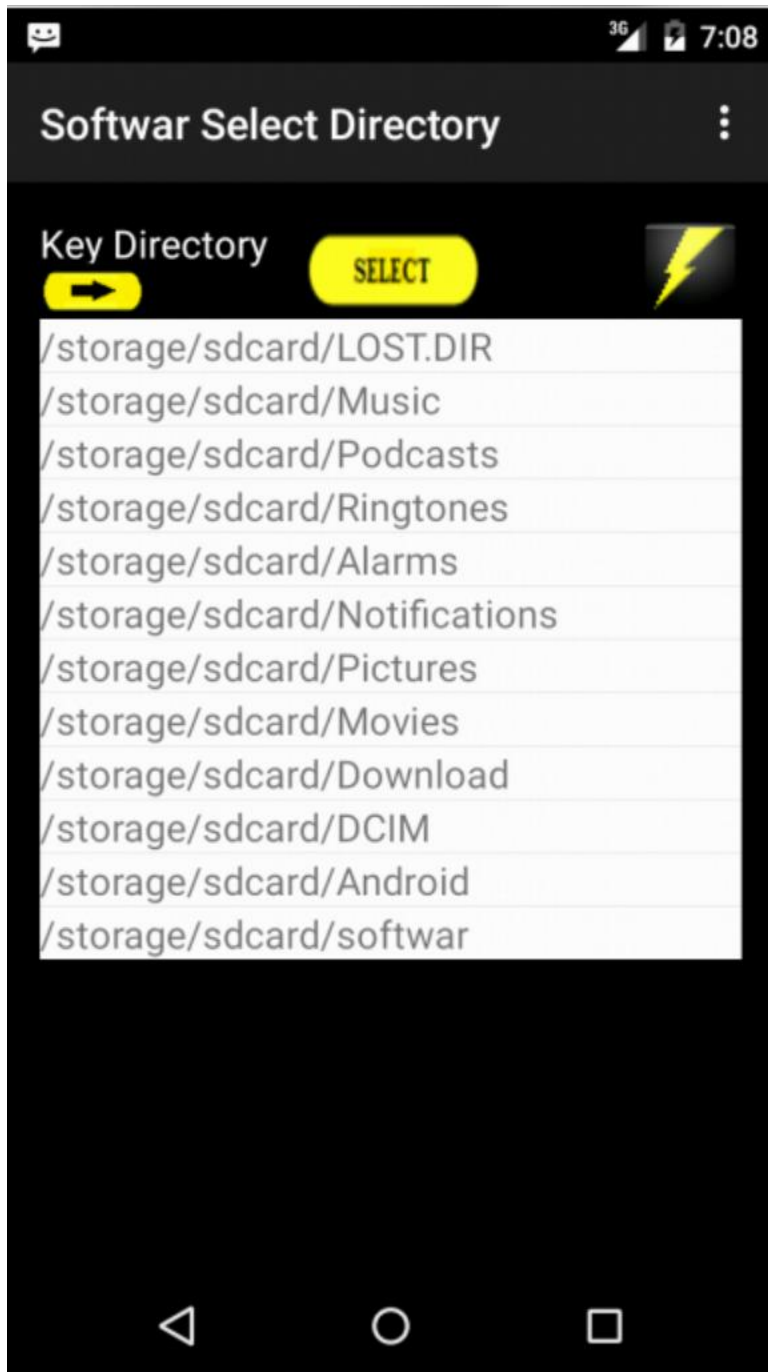 3G 7:08
Softwar Select Directory
Key Directory
SELECT
/storage/sdcard/LOST.DIR
/storage/sdcard/Music
/storage/sdcard/Podcasts
/storage/sdcard/Ringtones
/storage/sdcard/Alarms
/storage/sdcard/Notifications
/storage/sdcard/Pictures
/storage/sdcard/Movies
/storage/sdcard/Download
/storage/sdcard/DCIM
/storage/sdcard/Android
/storage/sdcard/softwar